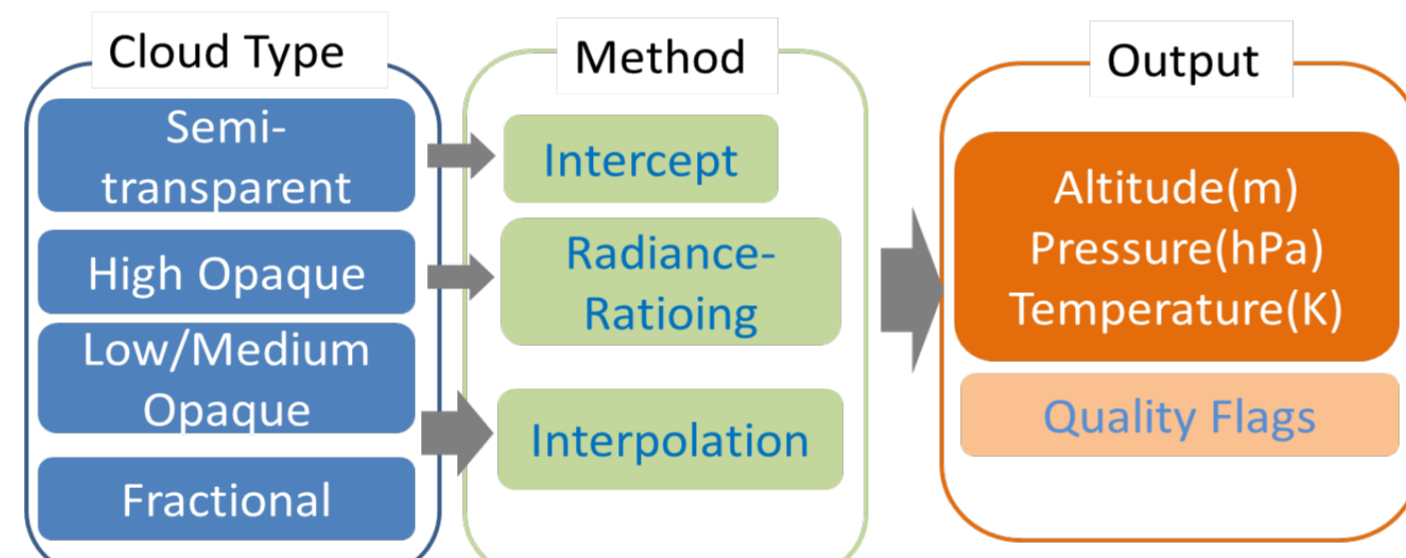 Cloud Type
Semi-
transparent
High Opaque
Low/Medium
Opaque
Fractional
Method
Intercept
Radiance-
Ratioing
Interpolation
Output
Altitude(m)
Pressure(hPa)
Temperature(K)
Quality Flags